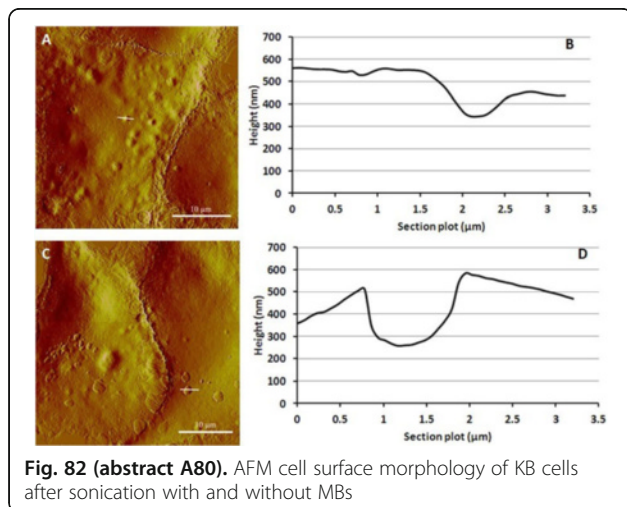 A
10 µm
B
Height (nm)
700
600
500
400
300
200
100
0
0 0.5 1 1.5 2 2.5 3 3.5
Section plot (µm)
C
10 µm
D
Height (nm)
700
600
500
400
300
200
100
0
0 0.5 1 1.5 2 2.5 3 3.5
Section plot (µm)
Fig. 82 (abstract A80). AFM cell surface morphology of KB cells
after sonication with and without MBs